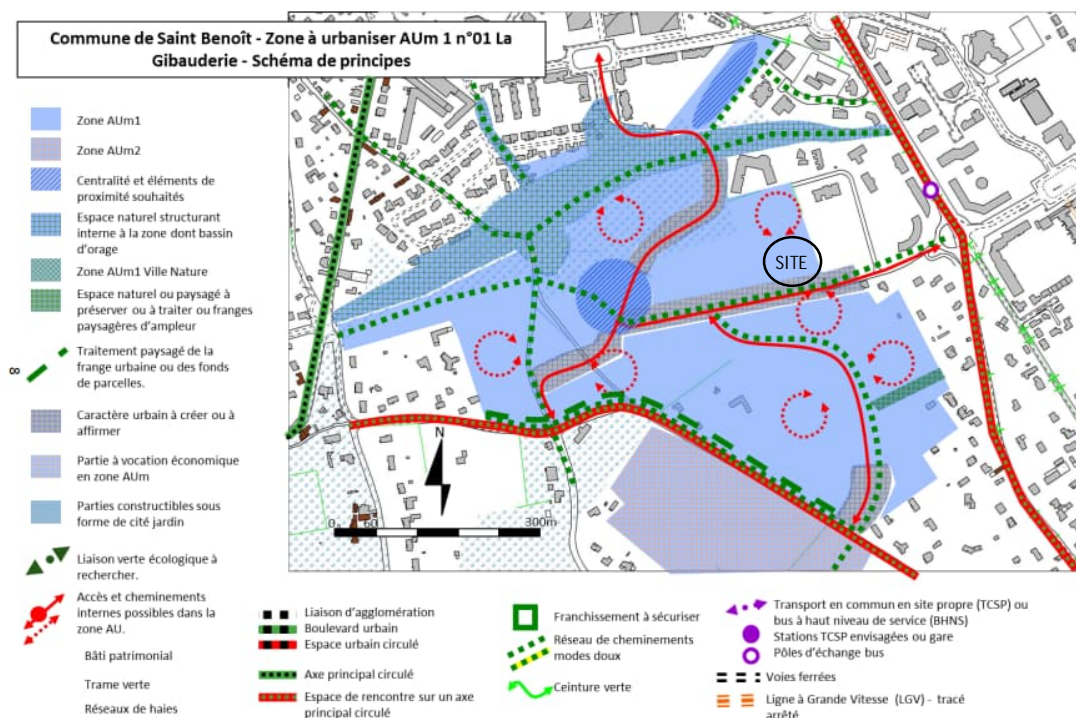 Commune de Saint Benoît - Zone à urbaniser AUm 1 n°01 La
Gibauderie - Schéma de principes
Zone AUm1
Zone AUm2
Centralité et éléments de
proximité souhaités
Espace naturel structurant
interne à la zone dont bassin
d'orage
Zone AUm1 Ville Nature
Espace naturel ou paysagé à
préserver ou à traiter ou franges
paysagères d'ampleur
Traitement paysagé de la
frange urbaine ou des fonds
de parcelles.
8
Caractère urbain à créer ou à
affirmer
Partie à vocation économique
en zone AUm
Parties constructibles sous
forme de cité jardin
Liaison verte écologique à
rechercher.
Accès et cheminements
internes possibles dans la
zone AU.
Bâti patrimonial
Trame verte
Réseaux de haies
SITE
N
0 60 300m
Liaison d'agglomération
Boulevard urbain
Espace urbain circulé
Axe principal circulé
Espace de rencontre sur un axe
principal circulé
Franchissement à sécuriser
Réseau de cheminements
modes doux
Ceinture verte
Transport en commun en site propre (TCSP) ou
bus à haut niveau de service (BHNS)
Stations TCSP envisagées ou gare
Pôles d'échange bus
Voies ferrées
Ligne à Grande Vitesse (LGV) - tracé
arrêté